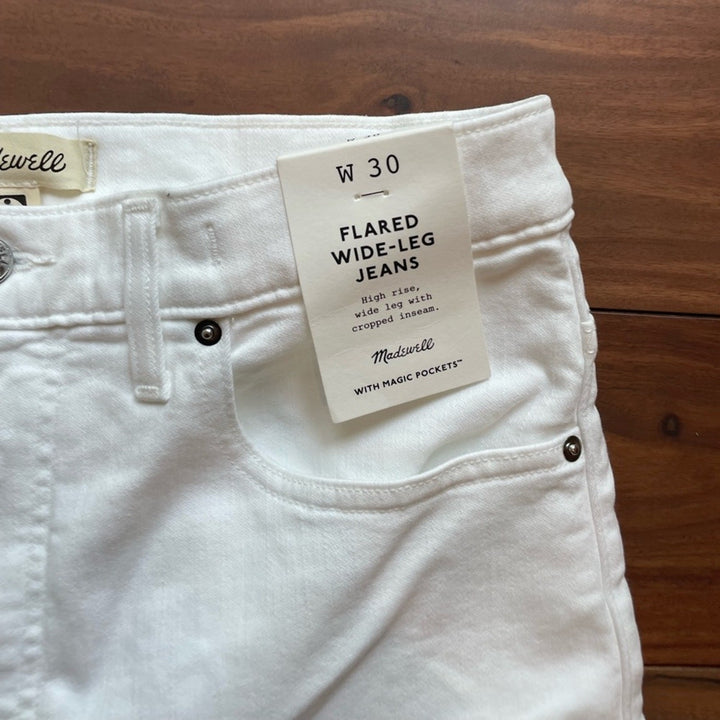 W 30
FLARED
WIDE-LEG
JEANS
High rise,
wide leg with
cropped inseam.
Madewell
WITH MAGIC POCKETS™